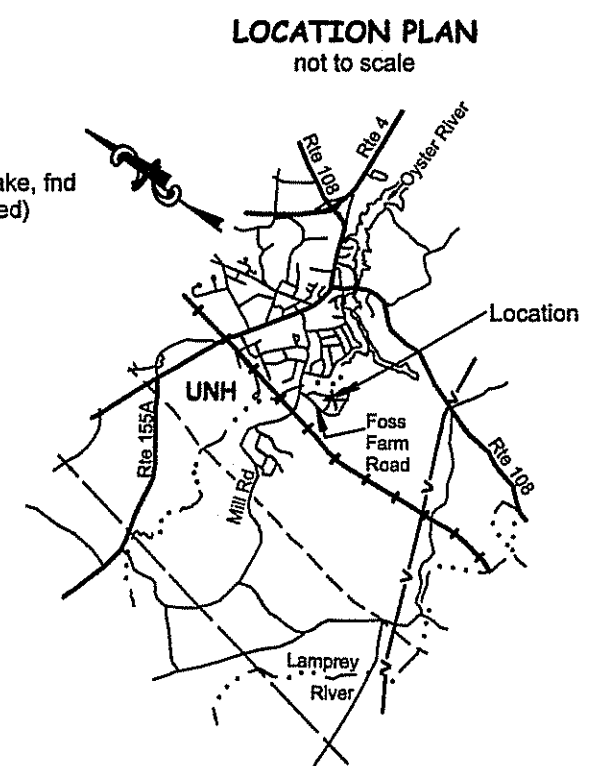 LOCATION PLAN
not to scale
ake, fnd
ed)
Rte 108
Rte 4
Oyster River
Location
UNH
Foss
Farm
Road
Rte 155A
Mill Rd
Rte 108
Lamprey
River